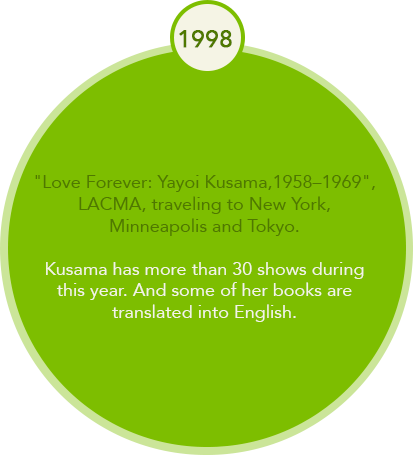 1998
"Love Forever: Yayoi Kusama,1958–1969",
LACMA, traveling to New York,
Minneapolis and Tokyo.
Kusama has more than 30 shows during
this year. And some of her books are
translated into English.